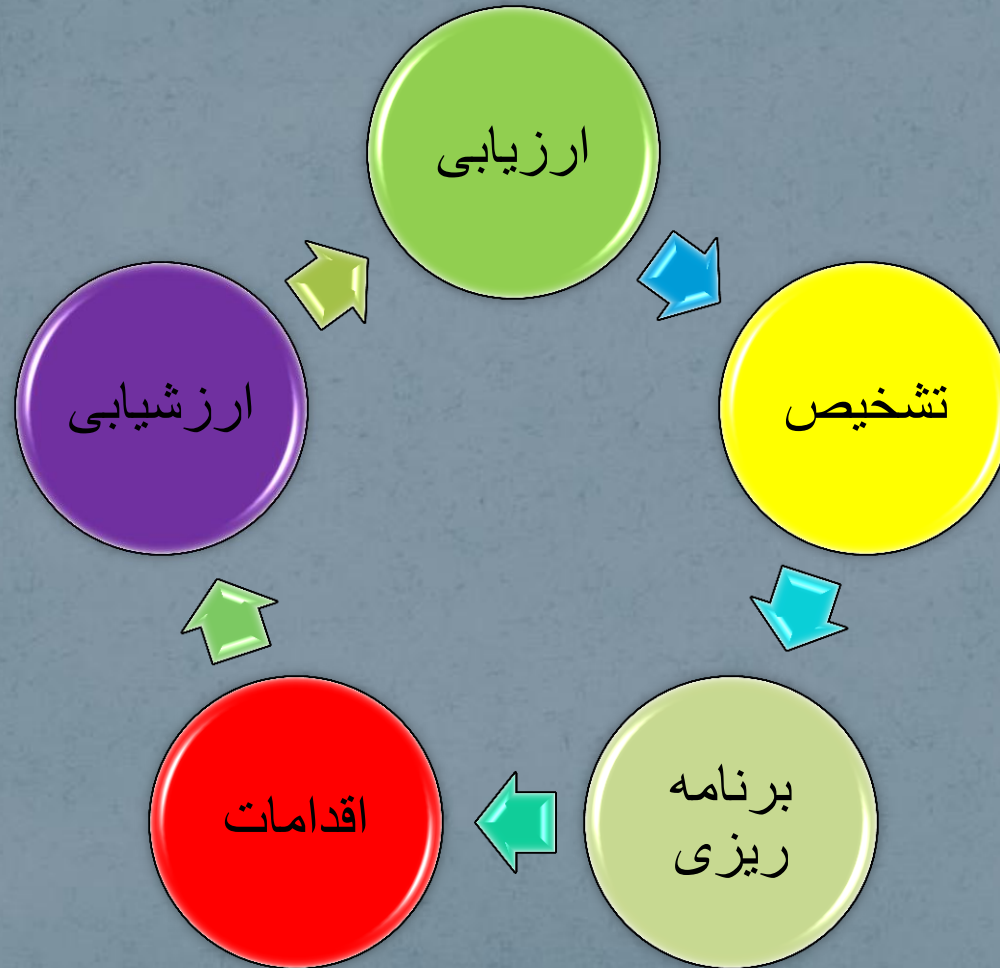 ارزیابی
تشخیص
برنامه
ریزی
اقدامات
ارزشیابی